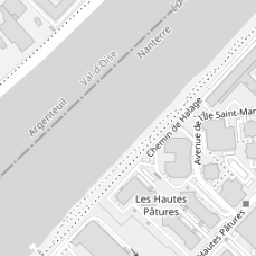 Val d'Oise
Nanterre
Argenteuil
Chemin de Halage
Île Saint-Mar
Avenue de l'Î
Les Hautes
Pâtures
Hautes Pâtures